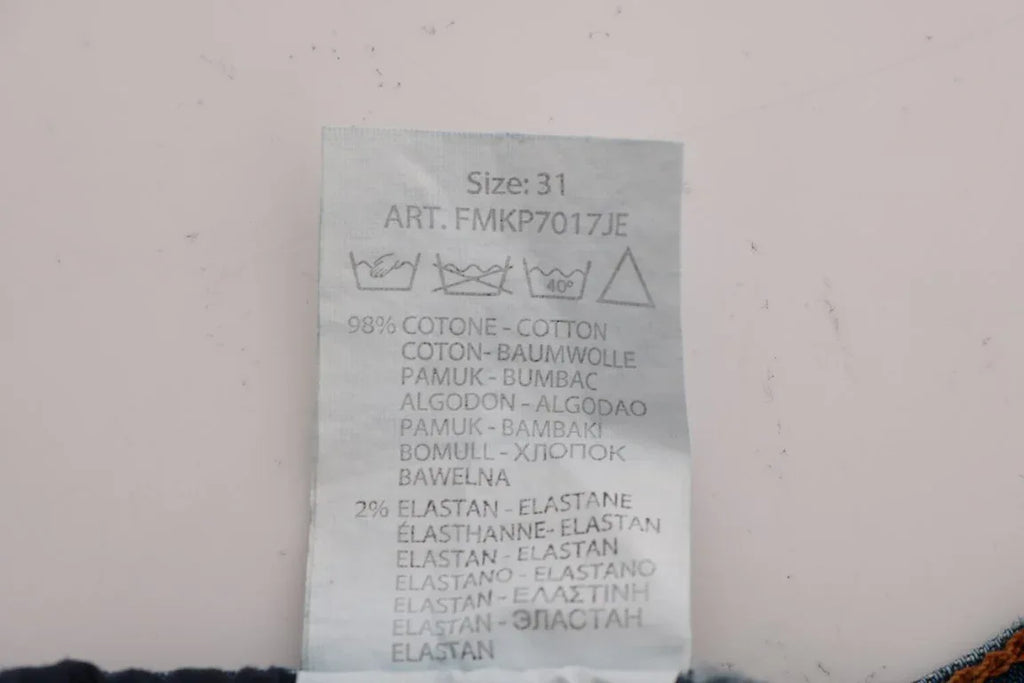 Size: 31
ART. FMKP7017JE
40°
98% COTONE - COTTON
COTON- BAUMWOLLE
PAMUK - BUMBAC
ALGODON - ALGODAO
PAMUK - BAMBAKI
BOMULL - ХЛОПОК
BAWELNA
2% ELASTAN - ELASTANE
ÉLASTHANNE- ELASTAN
ELASTAN - ELASTAN
ELASTANO - ELASTANO
ELASTAN - ΕΛΑΣΤΙΝΗ
ELASTAN - ЭЛАСТАН
ELASTAN